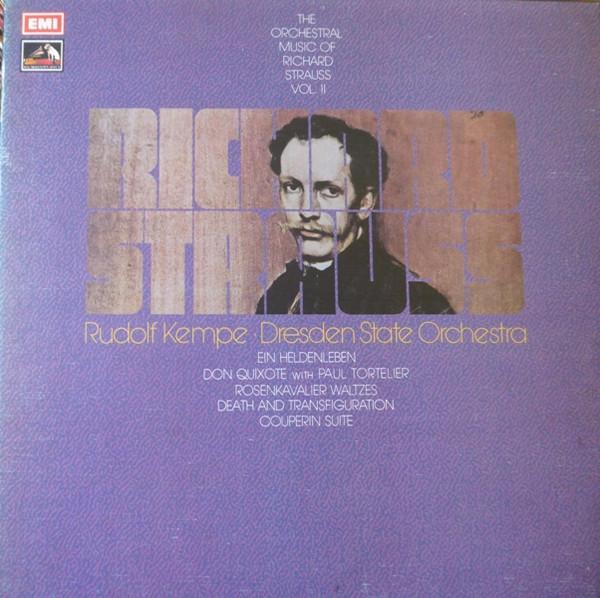 EMI
THE
ORCHESTRAL
MUSIC OF
RICHARD
STRAUSS
VOL. II
RICHARD
STRAUSS
Rudolf Kempe · Dresden State Orchestra
EIN HELDENLEBEN
DON QUIXOTE WITH PAUL TORTELIER
ROSENKAVALIER WALTZES
DEATH AND TRANSFIGURATION
COUPERIN SUITE